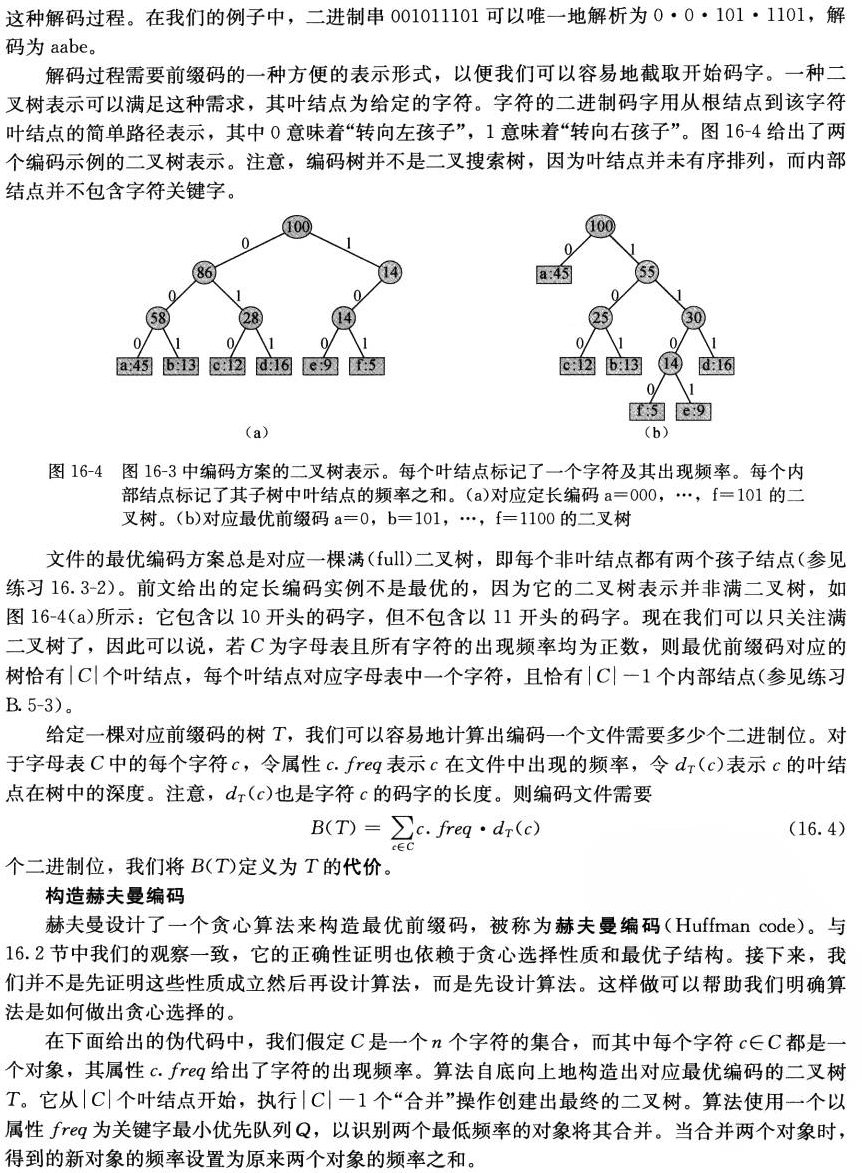 这种解码过程。在我们的例子中，二进制串 001011101 可以唯一地解析为 0·0·101·1101，解
码为 aabe。
解码过程需要前缀码的一种方便的表示形式，以便我们可以容易地截取开始码字。一种二
叉树表示可以满足这种需求，其叶结点为给定的字符。字符的二进制码字用从根结点到该字符
叶结点的简单路径表示，其中 0 意味着“转向左孩子”，1 意味着“转向右孩子”。图 16-4 给出了两
个编码示例的二叉树表示。注意，编码树并不是二叉搜索树，因为叶结点并未有序排列，而内部
结点并不包含字符关键字。
100
0 1
86 14
0 1 0
58 28 14
0 1 0 1 0 1
a:45 b:13 c:12 d:16 e:9 f:5
(a)
100
0 1
a:45 55
0 1
25 30
0 1 0 1
c:12 b:13 14 d:16
0 1
f:5 e:9
(b)
图 16-4 图 16-3 中编码方案的二叉树表示。每个叶结点标记了一个字符及其出现频率。每个内
部结点标记了其子树中叶结点的频率之和。(a)对应定长编码 a=000，…，f=101 的二
叉树。(b)对应最优前缀码 a=0，b=101，…，f=1100 的二叉树
文件的最优编码方案总是对应一棵满(full)二叉树，即每个非叶结点都有两个孩子结点(参见
练习 16.3-2)。前文给出的定长编码实例不是最优的，因为它的二叉树表示并非满二叉树，如
图 16-4(a)所示：它包含以 10 开头的码字，但不包含以 11 开头的码字。现在我们可以只关注满
二叉树了，因此可以说，若 C 为字母表且所有字符的出现频率均为正数，则最优前缀码对应的
树恰有|C|个叶结点，每个叶结点对应字母表中一个字符，且恰有|C|-1 个内部结点(参见练习
B.5-3)。
给定一棵对应前缀码的树 T，我们可以容易地计算出编码一个文件需要多少个二进制位。对
于字母表 C 中的每个字符 c，令属性 c.freq 表示 c 在文件中出现的频率，令 d_T(c)表示 c 的叶结
点在树中的深度。注意，d_T(c)也是字符 c 的码字的长度。则编码文件需要
B(T) = ∑_{c∈C} c.freq · d_T(c) (16.4)
个二进制位，我们将 B(T)定义为 T 的代价。
构造赫夫曼编码
赫夫曼设计了一个贪心算法来构造最优前缀码，被称为赫夫曼编码(Huffman code)。与
16.2 节中我们的观察一致，它的正确性证明也依赖于贪心选择性质和最优子结构。接下来，我
们并不是先证明这些性质成立然后再设计算法，而是先设计算法。这样做可以帮助我们明确算
法是如何做出贪心选择的。
在下面给出的伪代码中，我们假定 C 是一个 n 个字符的集合，而其中每个字符 c∈C 都是一
个对象，其属性 c.freq 给出了字符的出现频率。算法自底向上地构造出对应最优编码的二叉树
T。它从|C|个叶结点开始，执行|C|-1 个“合并”操作创建出最终的二叉树。算法使用一个以
属性 freq 为关键字最小优先队列 Q，以识别两个最低频率的对象将其合并。当合并两个对象时，
得到的新对象的频率设置为原来两个对象的频率之和。